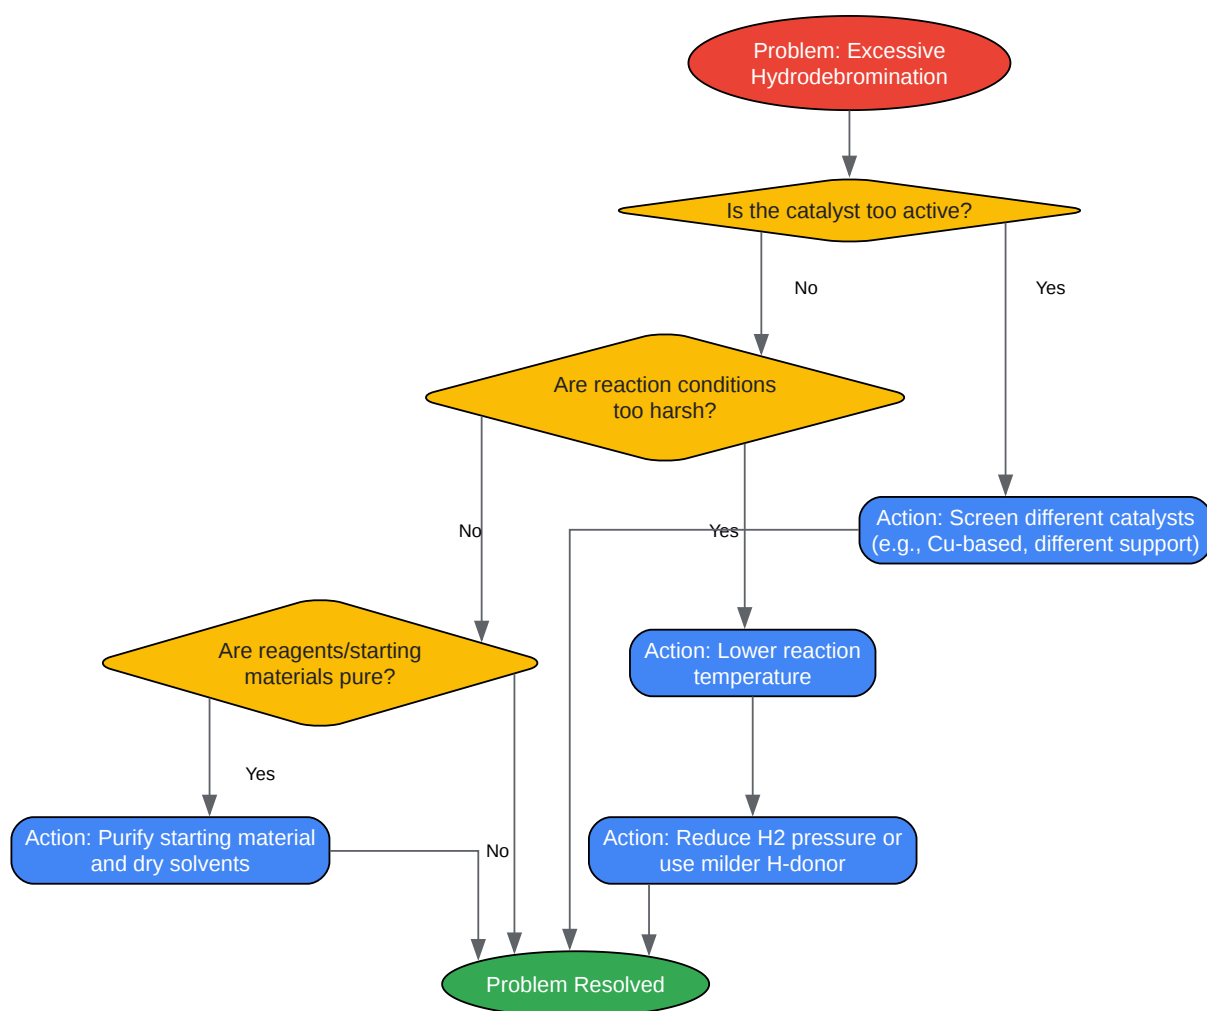 Problem: Excessive
Hydrodebromination
Is the catalyst too active?
No
Yes
Are reaction conditions
too harsh?
Action: Screen different catalysts
(e.g., Cu-based, different support)
No
Yes
Are reagents/starting
materials pure?
Action: Lower reaction
temperature
Yes
Action: Purify starting material
and dry solvents
No
Action: Reduce H2 pressure or
use milder H-donor
Problem Resolved